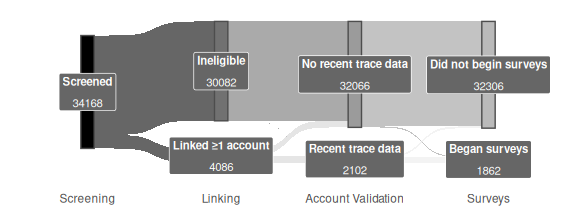 Screened
34168
Ineligible
30082
Linked ≥1 account
4086
No recent trace data
32066
Recent trace data
2102
Did not begin surveys
32306
Began surveys
1862
Screening
Linking
Account Validation
Surveys